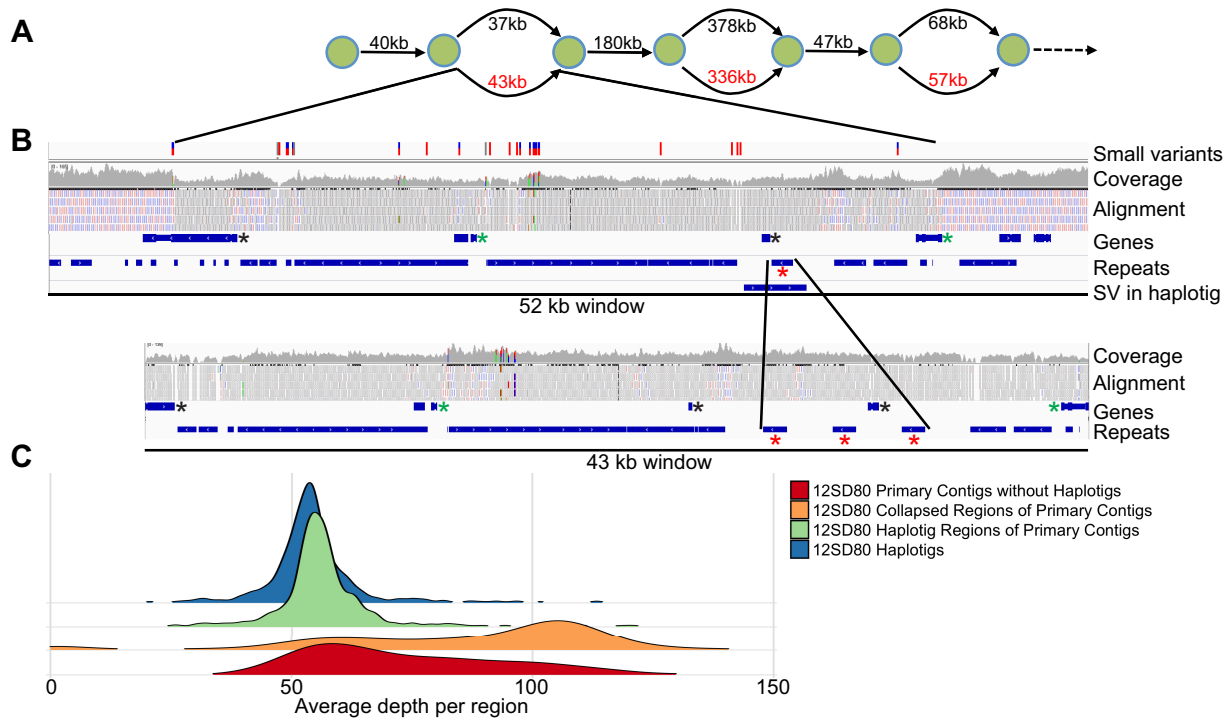 A
40kb
37kb
43kb
180kb
378kb
336kb
47kb
68kb
57kb
B
Small variants
Coverage
Alignment
* * * * Genes
Repeats
*
SV in haplotig
52 kb window
Coverage
Alignment
* * * * * Genes
Repeats
* * *
43 kb window
C
12SD80 Primary Contigs without Haplotigs
12SD80 Collapsed Regions of Primary Contigs
12SD80 Haplotig Regions of Primary Contigs
12SD80 Haplotigs
0 50 100 150
Average depth per region